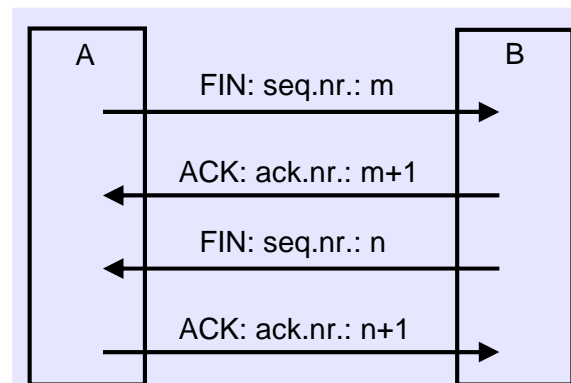 A
B
FIN: seq.nr.: m
ACK: ack.nr.: m+1
FIN: seq.nr.: n
ACK: ack.nr.: n+1